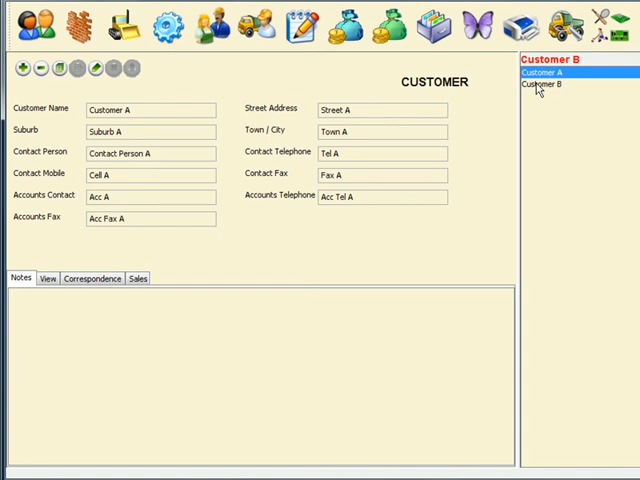 CUSTOMER
Customer Name Customer A Street Address Street A
Suburb Suburb A Town / City Town A
Contact Person Contact Person A Contact Telephone Tel A
Contact Mobile Cell A Contact Fax Fax A
Accounts Contact Acc A Accounts Telephone Acc Tel A
Accounts Fax Acc Fax A
Notes View Correspondence Sales
Customer B
Customer A
Customer B